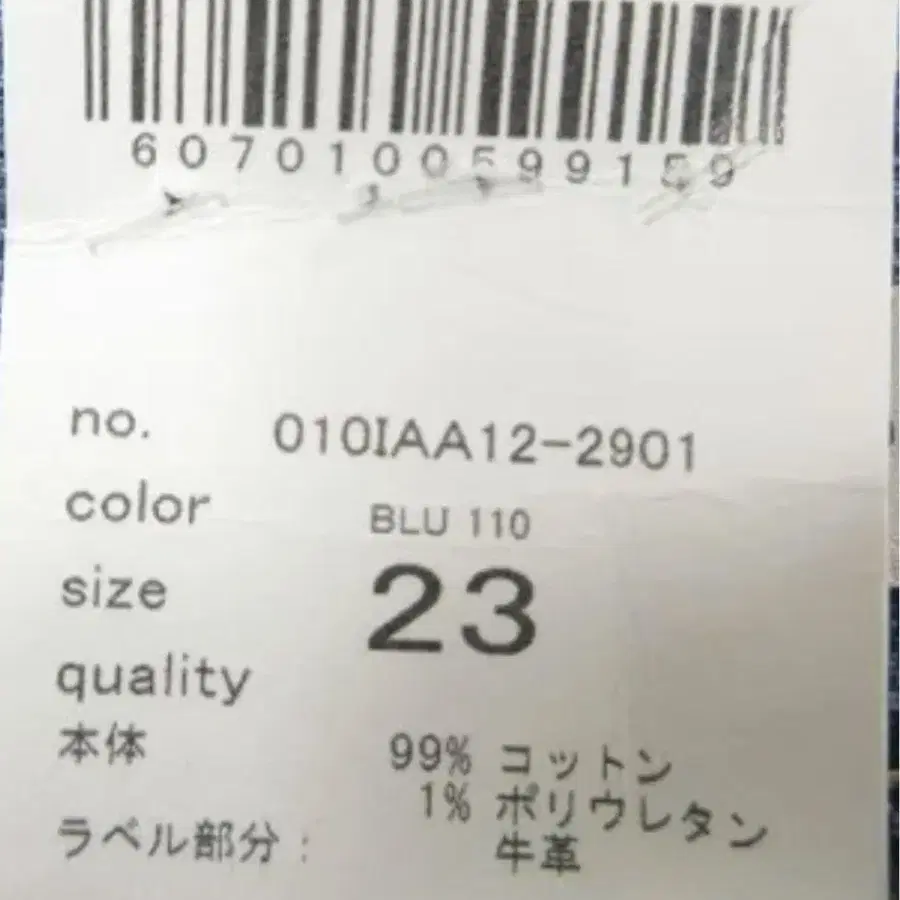 6070100599159
no. 010IAA12-2901
color BLU 110
size 23
quality
本体 99% コットン
1% ポリウレタン
ラベル部分: 牛革